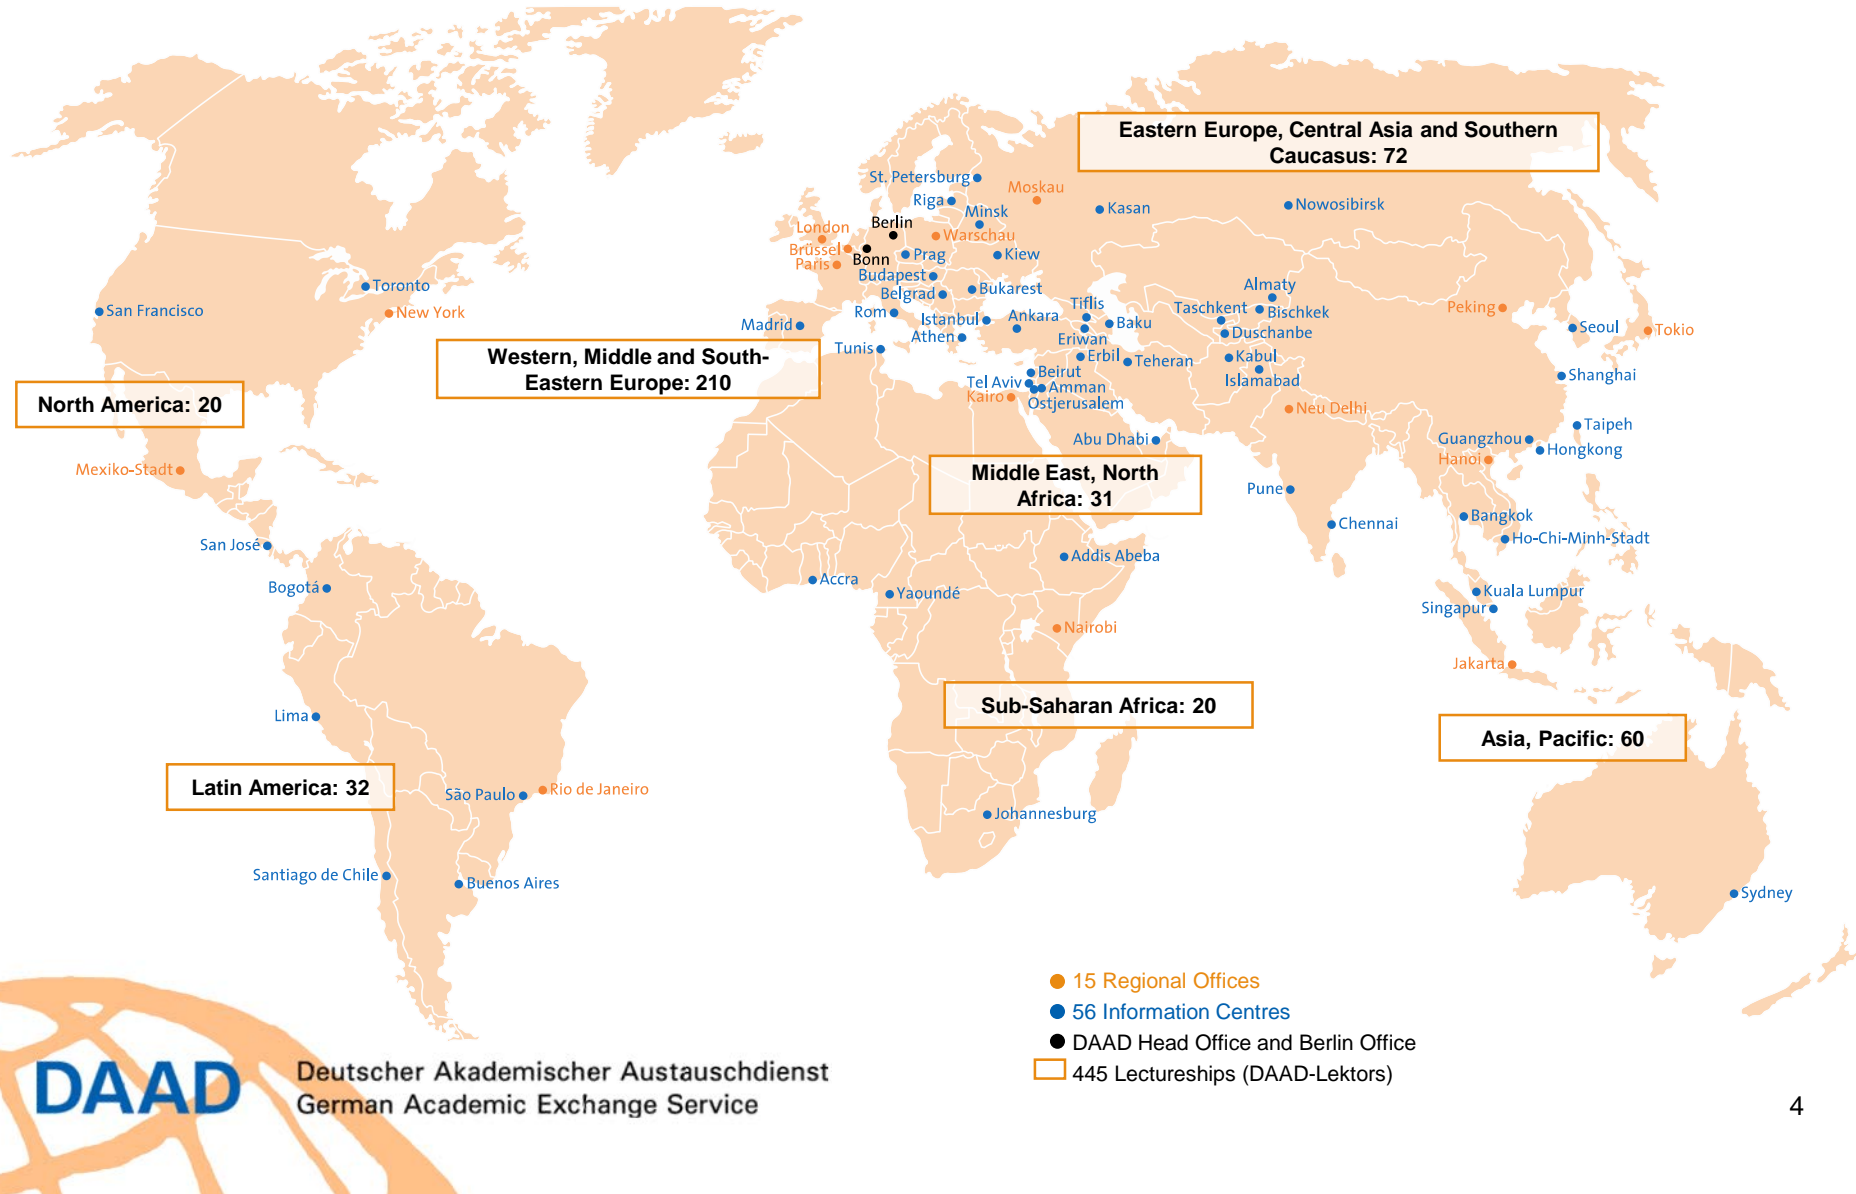 Eastern Europe, Central Asia and Southern
Caucasus: 72
St. Petersburg
Moskau
Riga
Kasan
Nowosibirsk
Minsk
London
Berlin
Warschau
Brüssel
Bonn
Prag
Kiew
Paris
Budapest
Toronto
Belgrad
Bukarest
Almaty
San Francisco
New York
Madrid
Rom
Istanbul
Ankara
Tiflis
Baku
Taschkent
Bischkek
Peking
Seoul
Tokio
Athen
Eriwan
Duschanbe
Tunis
Western, Middle and South-
Eastern Europe: 210
Erbil
Teheran
Kabul
Beirut
Islamabad
Shanghai
Tel Aviv
Amman
Kairo
Ostjerusalem
North America: 20
Neu Delhi
Taipeh
Abu Dhabi
Guangzhou
Hongkong
Hanoi
Mexiko-Stadt
Middle East, North
Africa: 31
Pune
Chennai
Bangkok
Ho-Chi-Minh-Stadt
San José
Addis Abeba
Bogotá
Accra
Yaoundé
Kuala Lumpur
Singapur
Nairobi
Jakarta
Sub-Saharan Africa: 20
Lima
Asia, Pacific: 60
Latin America: 32
São Paulo
Rio de Janeiro
Johannesburg
Santiago de Chile
Buenos Aires
Sydney
15 Regional Offices
56 Information Centres
DAAD Head Office and Berlin Office
445 Lectureships (DAAD-Lektors)
DAAD
Deutscher Akademischer Austauschdienst
German Academic Exchange Service
4